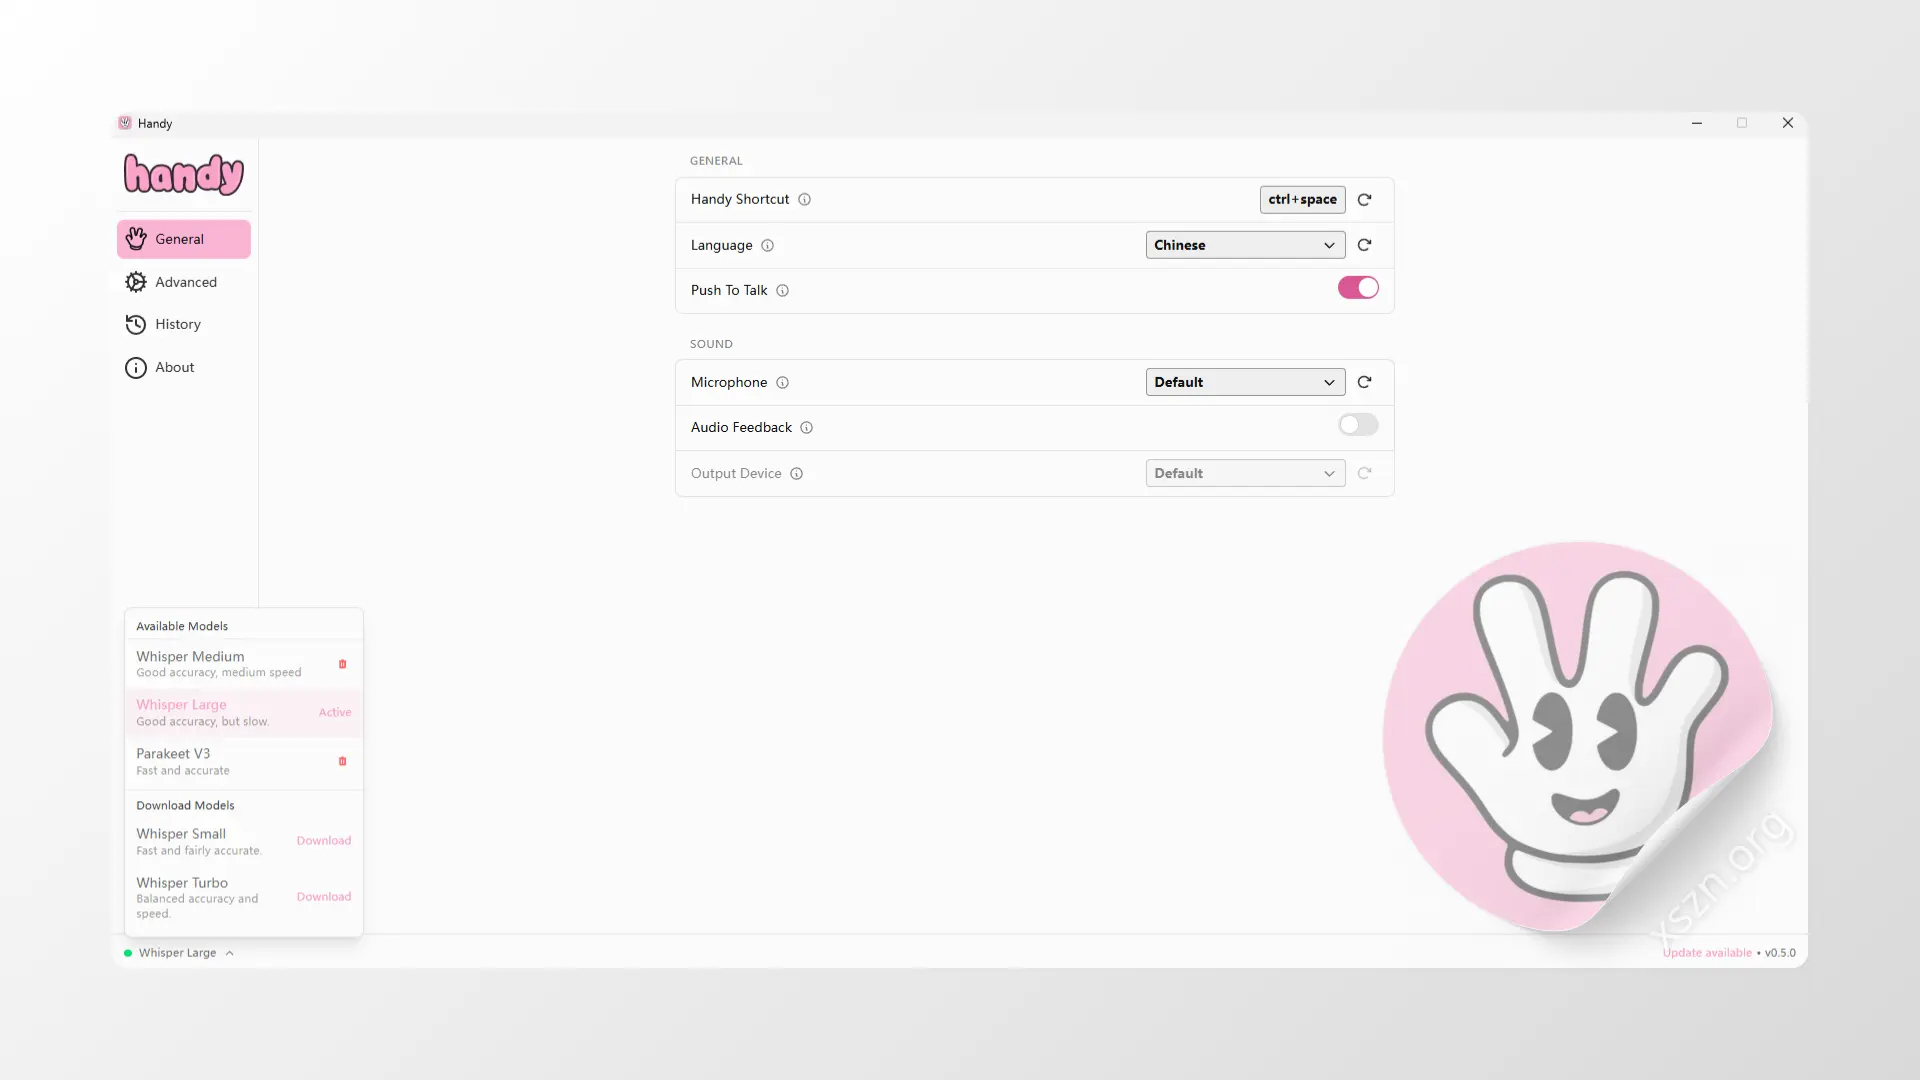 Handy
handy
General
Advanced
History
About
GENERAL
Handy Shortcut
ctrl+space
Language
Chinese
Push To Talk
SOUND
Microphone
Default
Audio Feedback
Output Device
Default
Available Models
Whisper Medium
Good accuracy, medium speed
Whisper Large
Good accuracy, but slow.
Active
Parakeet V3
Fast and accurate
Download Models
Whisper Small
Fast and fairly accurate.
Download
Whisper Turbo
Balanced accuracy and
speed.
Download
Whisper Large
xszn.org
Update available • v0.5.0